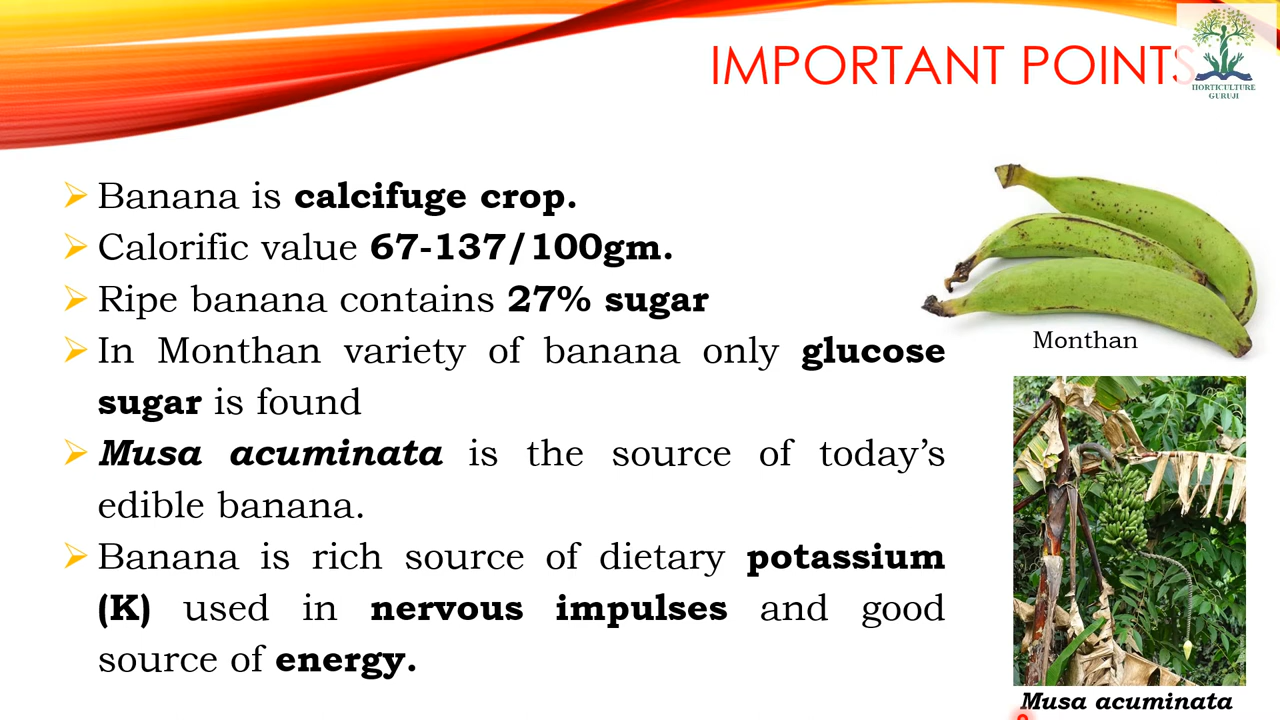 IMPORTANT POINTS
HORTICULTURE
GURUJI
Banana is calcifuge crop.
Calorific value 67-137/100gm.
Ripe banana contains 27% sugar
In Monthan variety of banana only glucose
sugar is found
Musa acuminata is the source of today’s
edible banana.
Banana is rich source of dietary potassium
(K) used in nervous impulses and good
source of energy.
Monthan
Musa acuminata